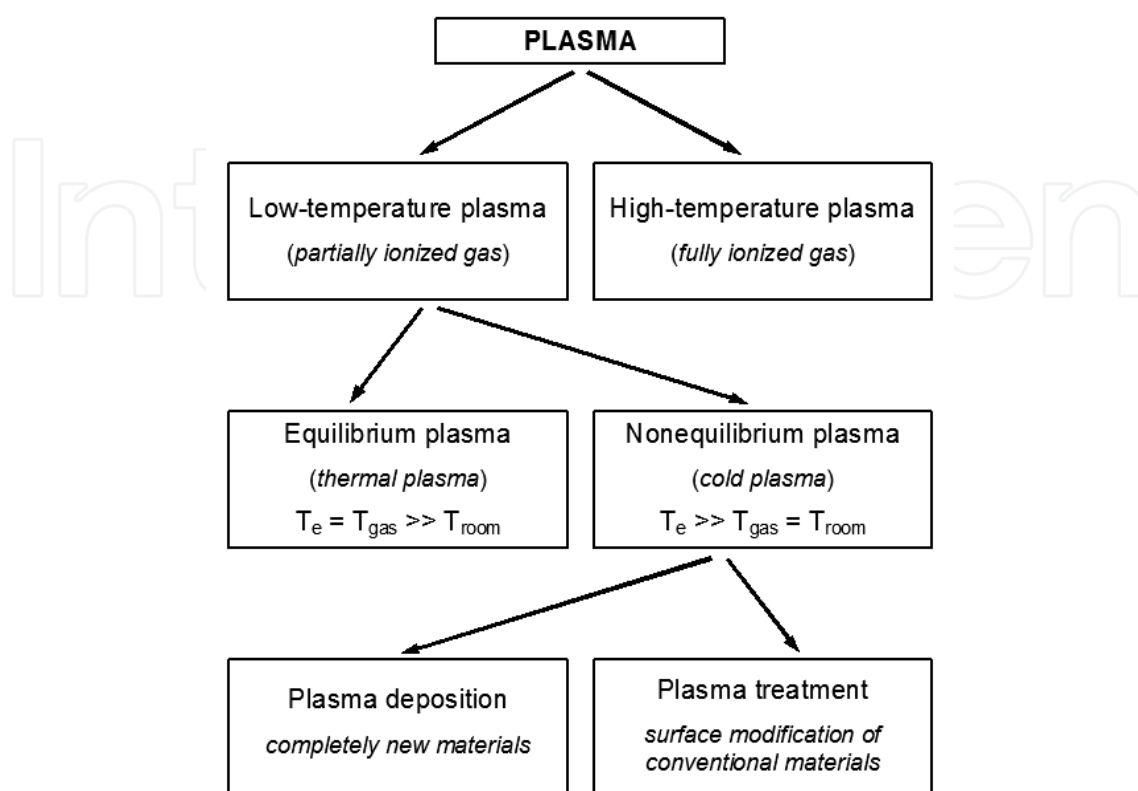 PLASMA
Low-temperature plasma
(partially ionized gas)
High-temperature plasma
(fully ionized gas)
Equilibrium plasma
(thermal plasma)
Te = Tgas >> Troom
Nonequilibrium plasma
(cold plasma)
Te >> Tgas = Troom
Plasma deposition
completely new materials
Plasma treatment
surface modification of
conventional materials
Int
en